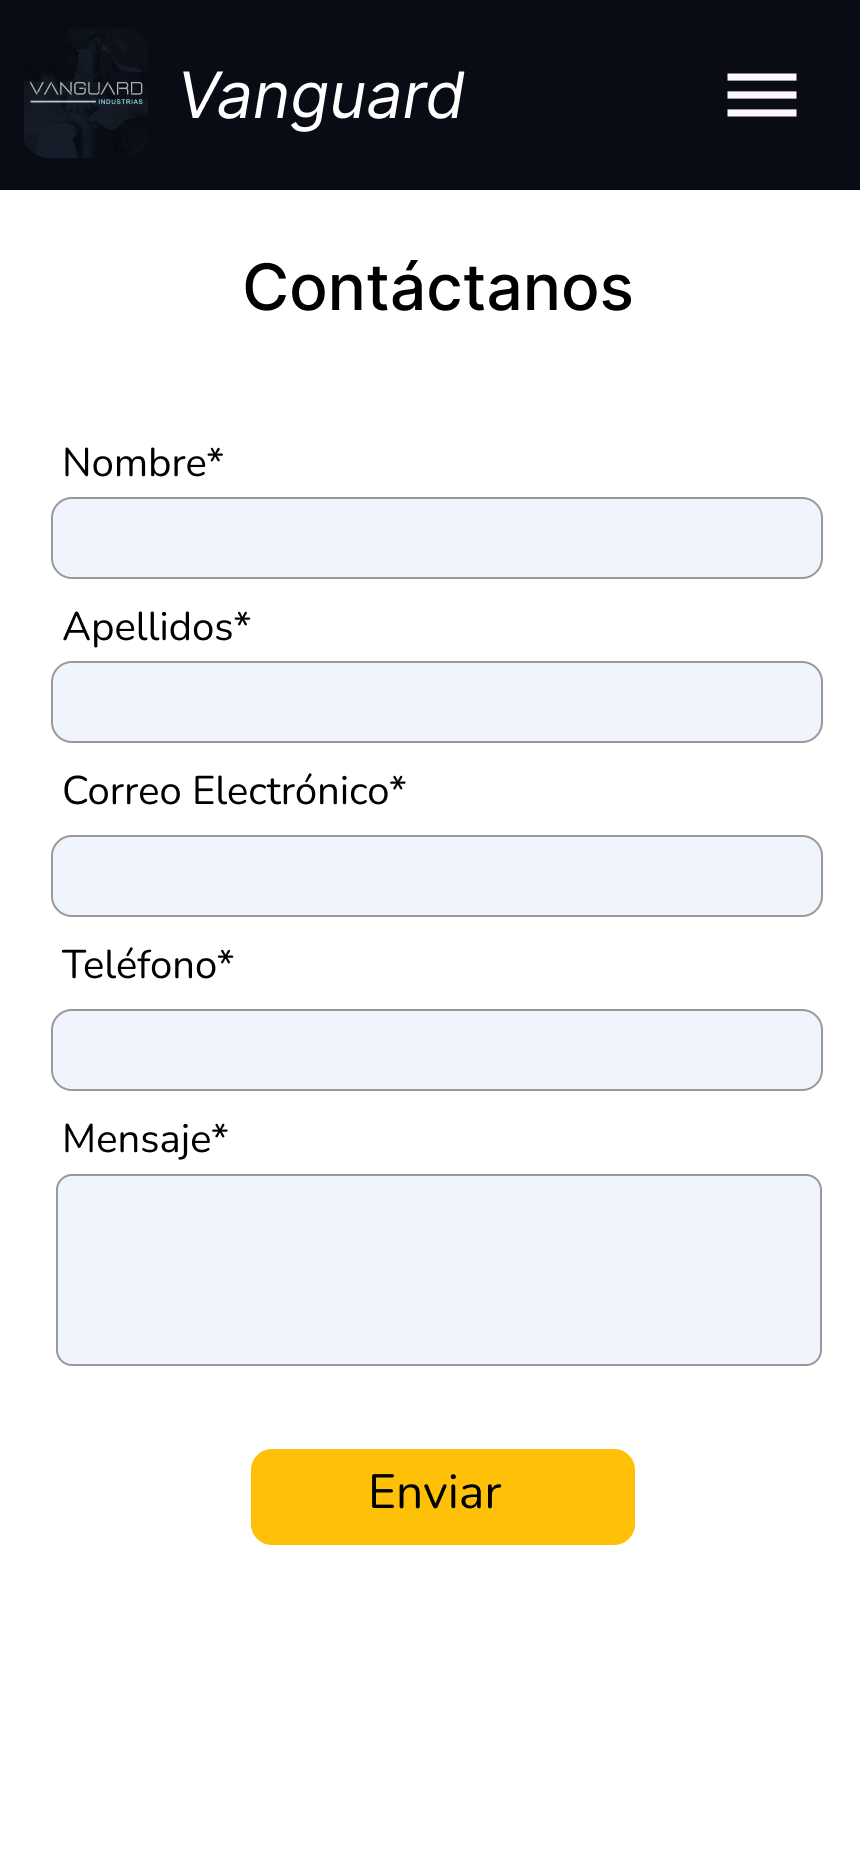 VANGUARD
INDUSTRIAS
Vanguard
Contáctanos
Nombre*
Apellidos*
Correo Electrónico*
Teléfono*
Mensaje*
Enviar